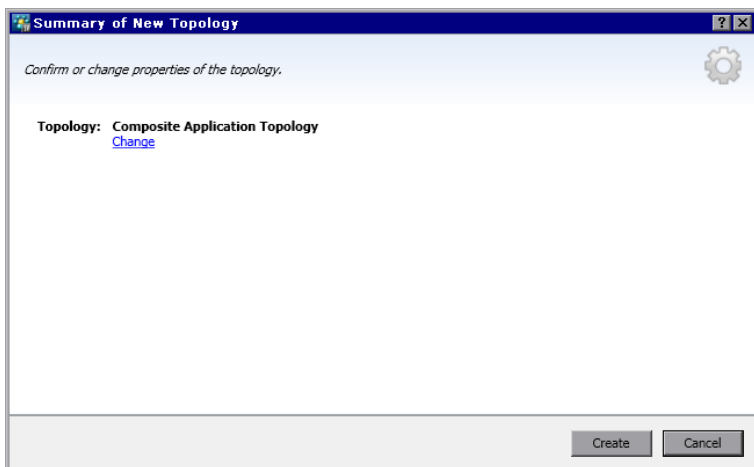 Summary of New Topology
Confirm or change properties of the topology.
Topology: Composite Application Topology
Change
Create Cancel